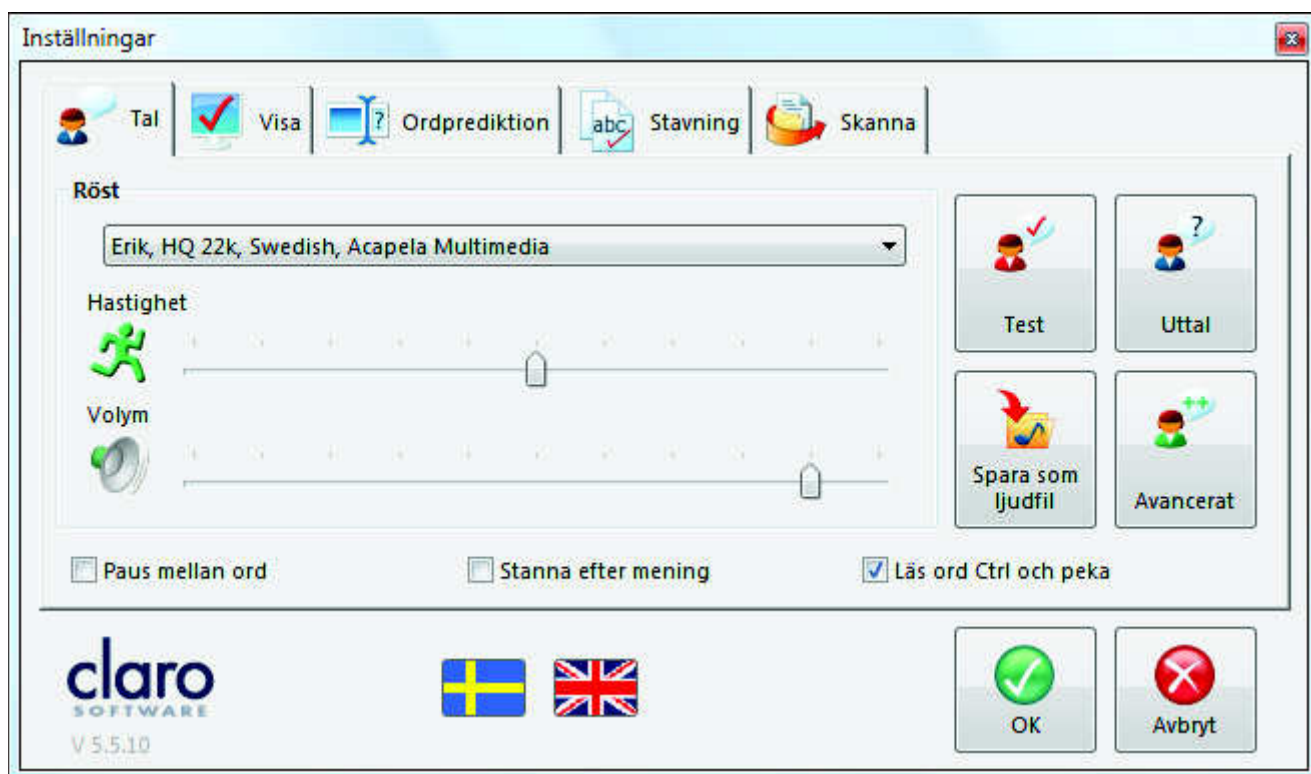 Inställningar
Tal
Visa
Ordprediktion
abc
Stavning
Skanna
Röst
Erik, HQ 22k, Swedish, Acapela Multimedia
Hastighet
Volym
Test
Uttal
Spara som
ljudfil
Avancerat
Paus mellan ord
Stanna efter mening
Läs ord Ctrl och peka
claro
SOFTWARE
V 5.5.10
OK
Avbryt